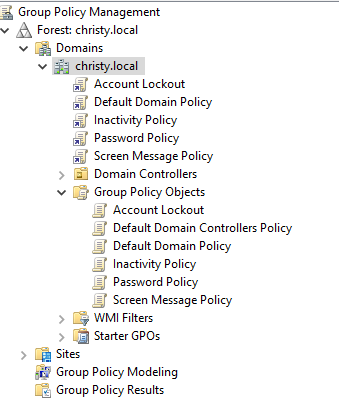 Group Policy Management
Forest: christy.local
Domains
christy.local
Account Lockout
Default Domain Policy
Inactivity Policy
Password Policy
Screen Message Policy
Domain Controllers
Group Policy Objects
Account Lockout
Default Domain Controllers Policy
Default Domain Policy
Inactivity Policy
Password Policy
Screen Message Policy
WMI Filters
Starter GPOs
Sites
Group Policy Modeling
Group Policy Results